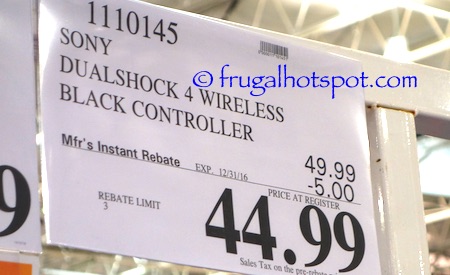 1110145
SONY
DUALSHOCK 4 WIRELESS
BLACK CONTROLLER
© frugalhotspot.com
Mfr's Instant Rebate EXP. 12/31/16 49.99
-5.00
PRICE AT REGISTER
REBATE LIMIT
3
44.99
Sales Tax on the pre-rebate
9